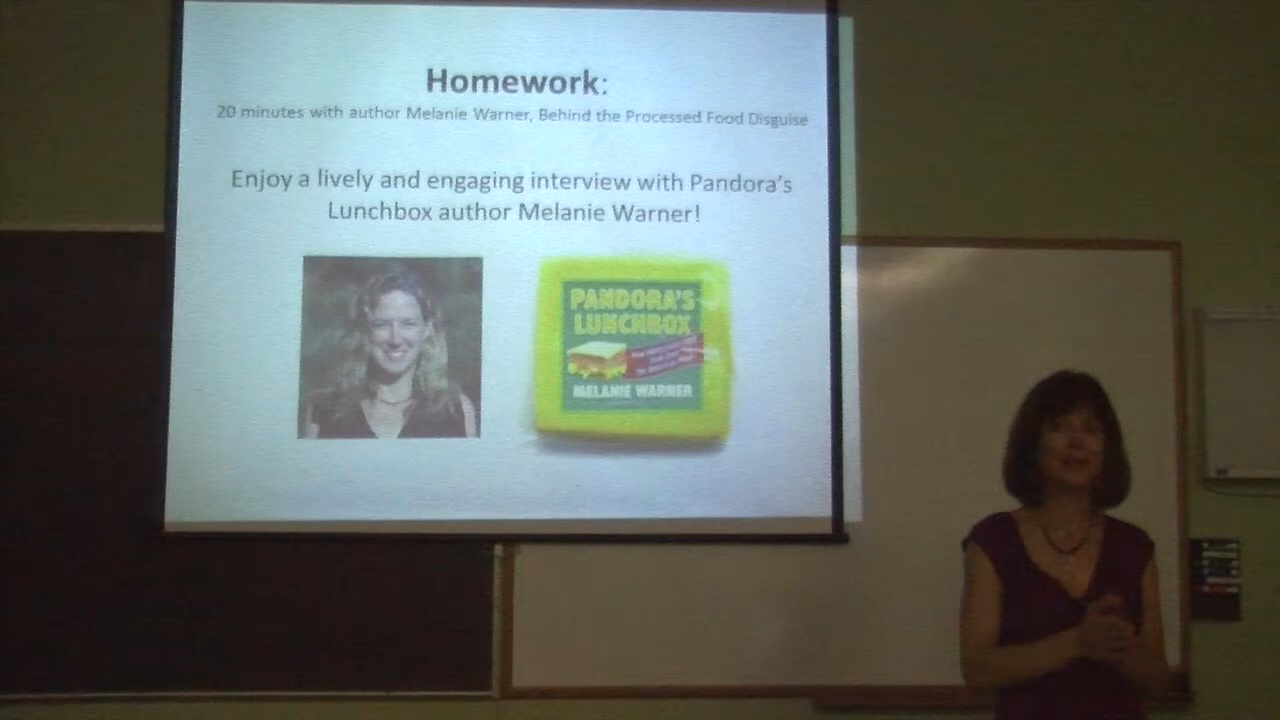 Homework:
20 minutes with author Melanie Warner, Behind the Processed Food Disguise
Enjoy a lively and engaging interview with Pandora's
Lunchbox author Melanie Warner!
PANDORA'S
LUNCHBOX
MELANIE WARNER